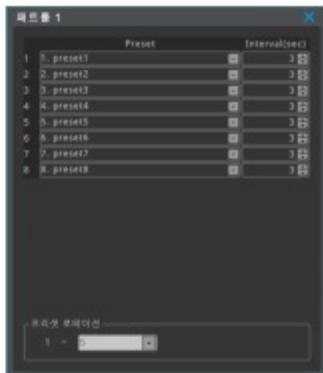 패트롤 1
Preset Interval(sec)
1 1. preset1 3
2 2. preset2 3
3 3. preset3 3
4 4. preset4 3
5 5. preset5 3
6 6. preset6 3
7 7. preset7 3
8 8. preset8 3
프리셋 로테이션
1 ~ 5